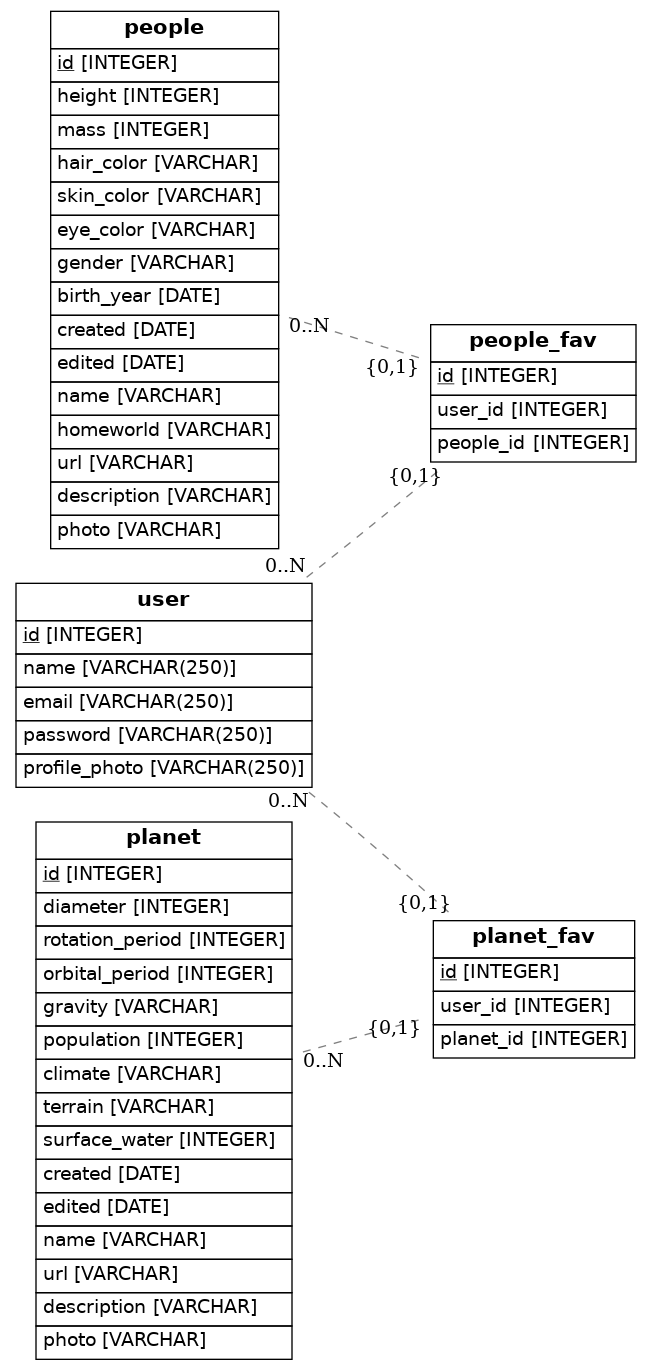 people
id [INTEGER]
height [INTEGER]
mass [INTEGER]
hair_color [VARCHAR]
skin_color [VARCHAR]
eye_color [VARCHAR]
gender [VARCHAR]
birth_year [DATE]
created [DATE]
edited [DATE]
name [VARCHAR]
homeworld [VARCHAR]
url [VARCHAR]
description [VARCHAR]
photo [VARCHAR]
0..N
{0,1}
people_fav
id [INTEGER]
user_id [INTEGER]
people_id [INTEGER]
{0,1}
0..N
user
id [INTEGER]
name [VARCHAR(250)]
email [VARCHAR(250)]
password [VARCHAR(250)]
profile_photo [VARCHAR(250)]
0..N
{0,1}
planet
id [INTEGER]
diameter [INTEGER]
rotation_period [INTEGER]
orbital_period [INTEGER]
gravity [VARCHAR]
population [INTEGER]
climate [VARCHAR]
terrain [VARCHAR]
surface_water [INTEGER]
created [DATE]
edited [DATE]
name [VARCHAR]
url [VARCHAR]
description [VARCHAR]
photo [VARCHAR]
0..N
{0,1}
planet_fav
id [INTEGER]
user_id [INTEGER]
planet_id [INTEGER]